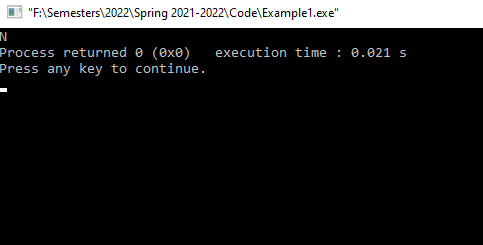 "F:\Semesters\2022\Spring 2021-2022\Code\Example1.exe"
N
Process returned 0 (0x0)   execution time : 0.021 s
Press any key to continue.